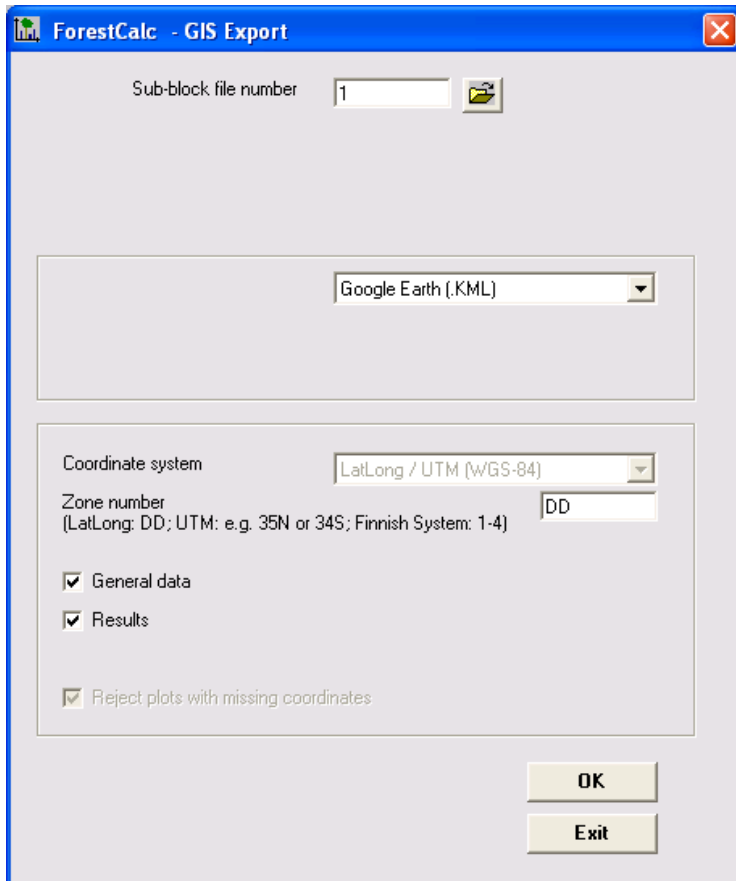 ForestCalc - GIS Export
Sub-block file number 1
Google Earth (.KML)
Coordinate system LatLong / UTM (WGS-84)
Zone number DD
(LatLong: DD; UTM: e.g. 35N or 34S; Finnish System: 1-4)
General data
Results
Reject plots with missing coordinates
OK
Exit